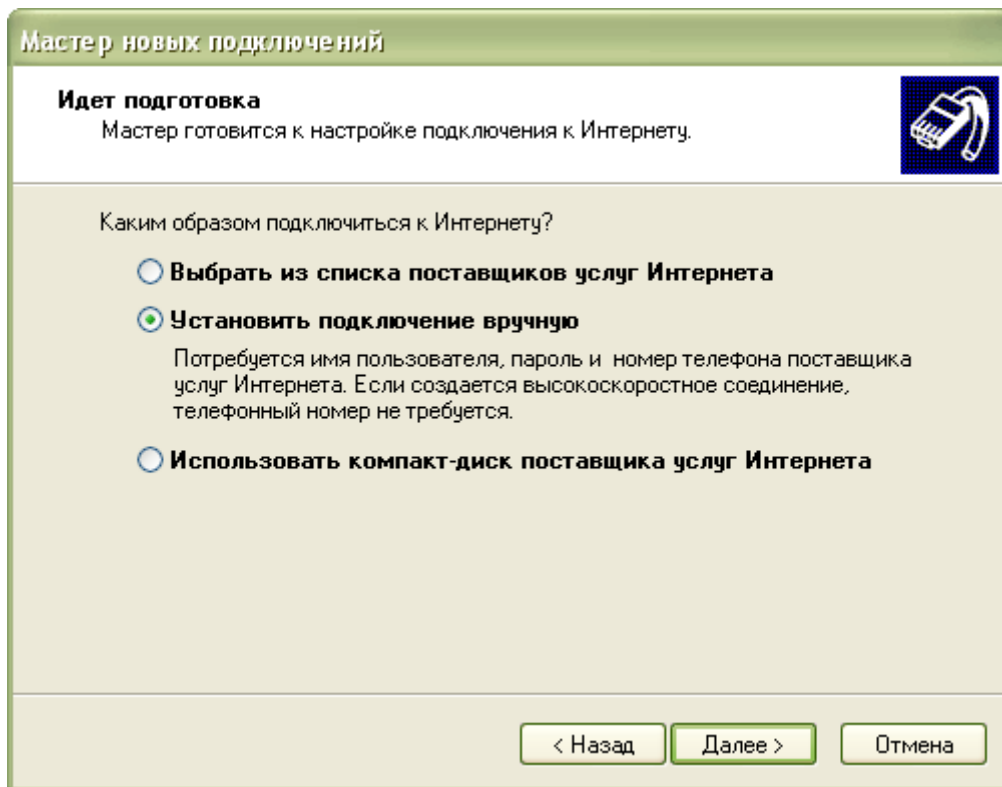 Мастер новых подключений
Идет подготовка
Мастер готовится к настройке подключения к Интернету.
Каким образом подключиться к Интернету?
Выбрать из списка поставщиков услуг Интернета
Установить подключение вручную
Потребуется имя пользователя, пароль и номер телефона поставщика
услуг Интернета. Если создается высокоскоростное соединение,
телефонный номер не требуется.
Использовать компакт-диск поставщика услуг Интернета
< Назад
Далее >
Отмена